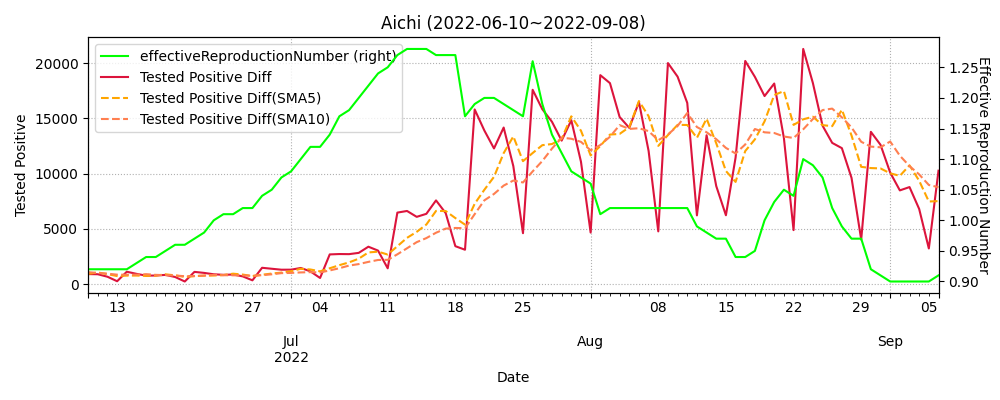 Aichi (2022-06-10~2022-09-08)
effectiveReproductionNumber (right)
Tested Positive Diff
Tested Positive Diff(SMA5)
Tested Positive Diff(SMA10)
Tested Positive
20000
15000
10000
5000
0
Effective Reproduction Number
1.25
1.20
1.15
1.10
1.05
1.00
0.95
0.90
13 20 27 04 11 18 25 08 15 22 29 05
Jul Aug Sep
2022
Date